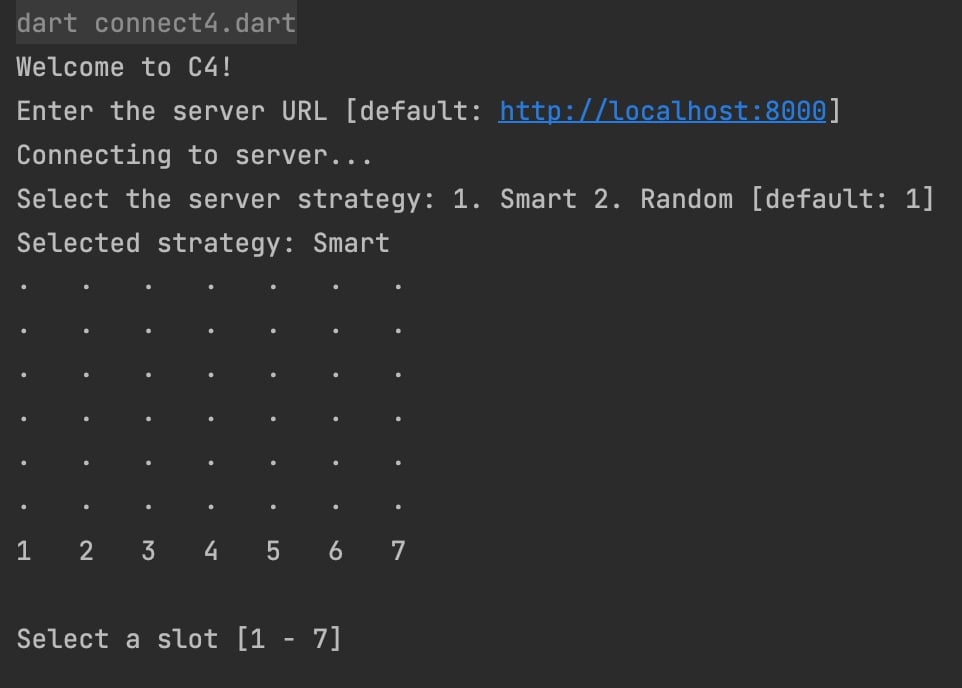 dart connect4.dart
Welcome to C4!
Enter the server URL [default: http://localhost:8000]
Connecting to server...
Select the server strategy: 1. Smart 2. Random [default: 1]
Selected strategy: Smart
. . . . . . .
. . . . . . .
. . . . . . .
. . . . . . .
. . . . . . .
. . . . . . .
1 2 3 4 5 6 7
Select a slot [1 - 7]